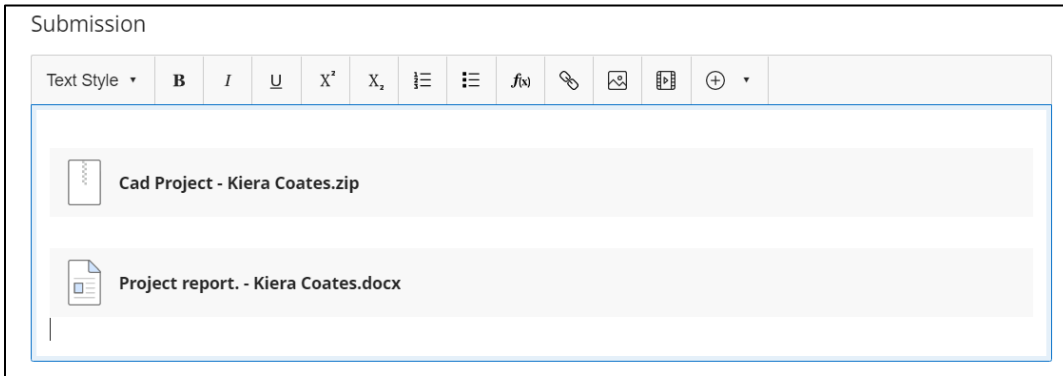 Submission
Text Style B I U X² X₂ f(x)
Cad Project - Kiera Coates.zip
Project report. - Kiera Coates.docx